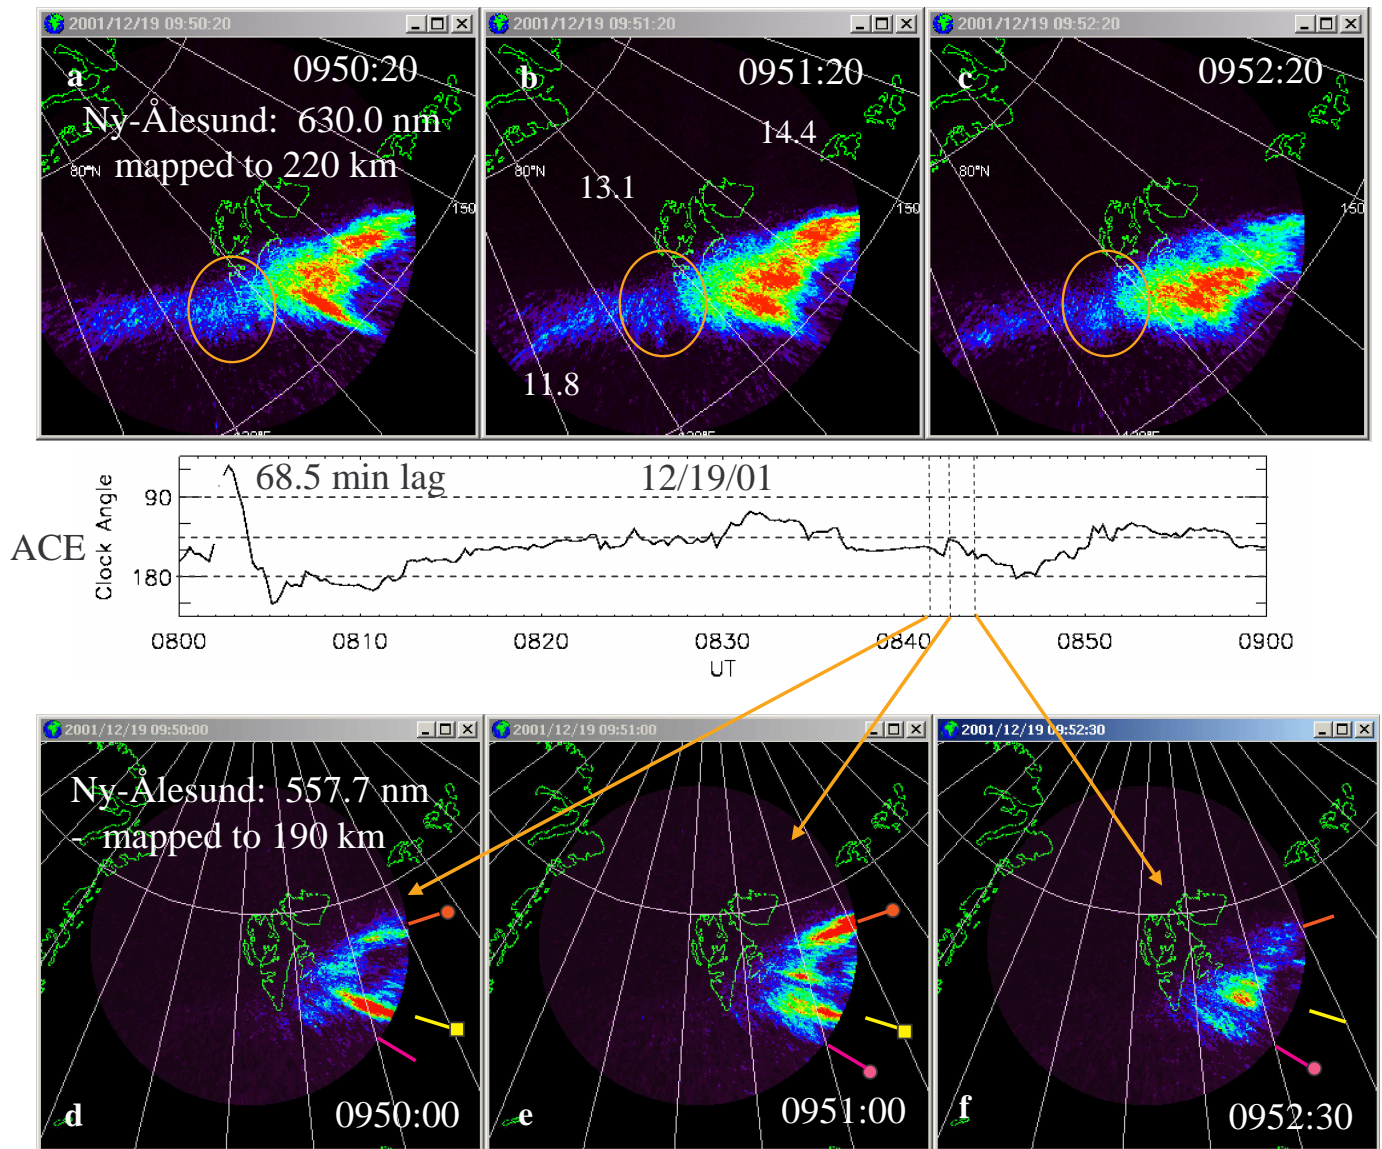 2001/12/19 09:50:20
2001/12/19 09:51:20
2001/12/19 09:52:20
a
0950:20
b
0951:20
c
0952:20
Ny-Ålesund: 630.0 nm
mapped to 220 km
80°N
80°N
80°N
14.4
13.1
11.8
150
150
150
68.5 min lag
12/19/01
ACE
Clock Angle
90
180
0800
0810
0820
0830
0840
0850
0900
UT
2001/12/19 09:50:00
2001/12/19 09:51:00
2001/12/19 09:52:30
Ny-Ålesund: 557.7 nm
- mapped to 190 km
d
0950:00
e
0951:00
f
0952:30